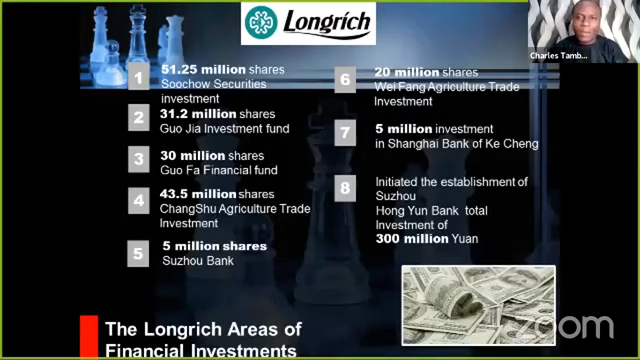 Longrich
Charles Tamb...
1
51.25 million shares
Soochow Securities
investment
2
31.2 million shares
Guo Jia Investment fund
3
30 million shares
Guo Fa Financial fund
4
43.5 million shares
ChangShu Agriculture Trade
Investment
5
5 million shares
Suzhou Bank
6
20 million shares
Wei Fang Agriculture Trade
Investment
7
5 million investment
in Shanghai Bank of Ke Cheng
8
Initiated the establishment of
Suzhou
Hong Yun Bank total
Investment of
300 million Yuan
zoom
The Longrich Areas of
Financial Investments